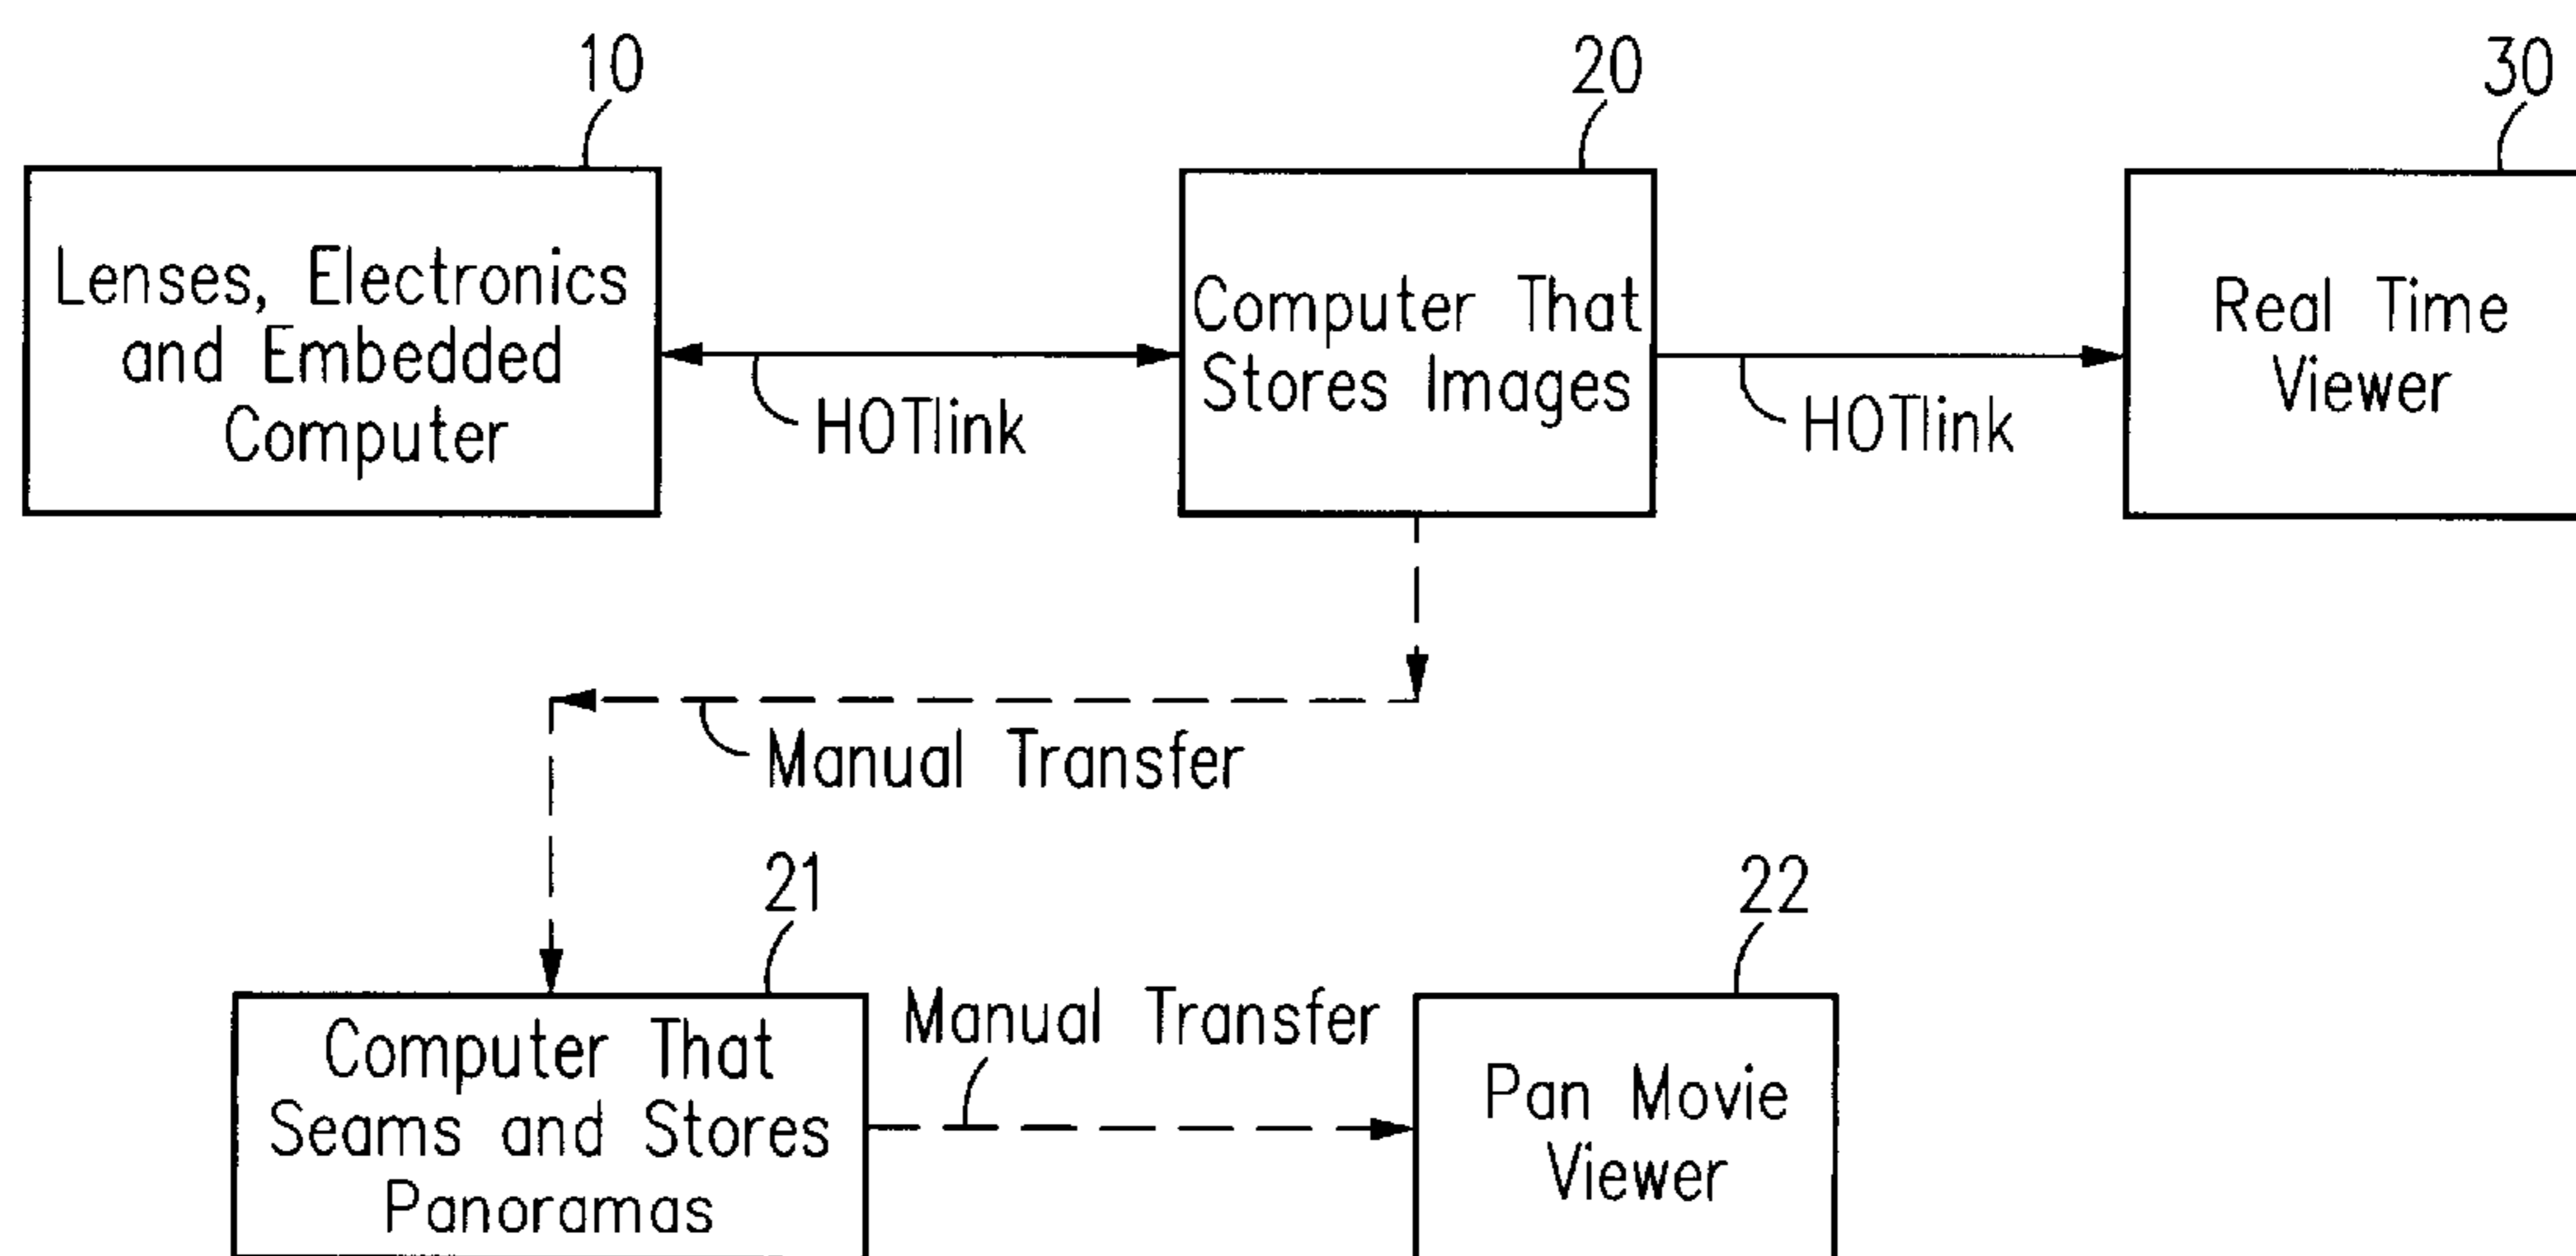 10
20
30
Lenses, Electronics
and Embedded
Computer
HOTlink
Computer That
Stores Images
HOTlink
Real Time
Viewer
Manual Transfer
21
22
Computer That
Seams and Stores
Panoramas
Manual Transfer
Pan Movie
Viewer